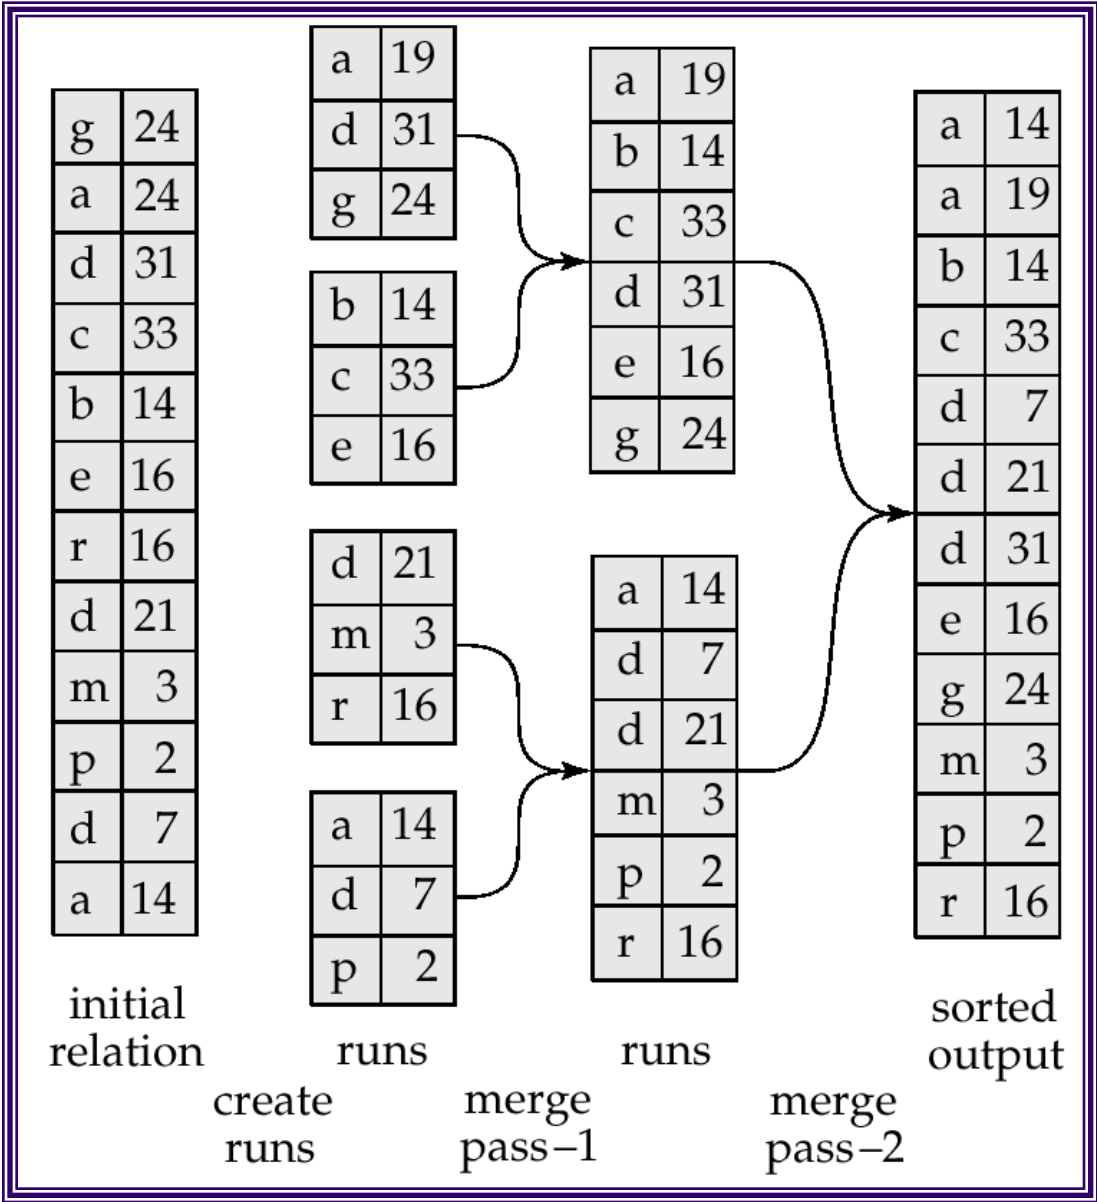 g 24
a 24
d 31
c 33
b 14
e 16
r 16
d 21
m 3
p 2
d 7
a 14
initial
relation
create
runs
a 19
d 31
g 24
b 14
c 33
e 16
d 21
m 3
r 16
a 14
d 7
p 2
runs
merge
pass–1
a 19
b 14
c 33
d 31
e 16
g 24
a 14
d 7
d 21
m 3
p 2
r 16
runs
merge
pass–2
a 14
a 19
b 14
c 33
d 7
d 21
d 31
e 16
g 24
m 3
p 2
r 16
sorted
output